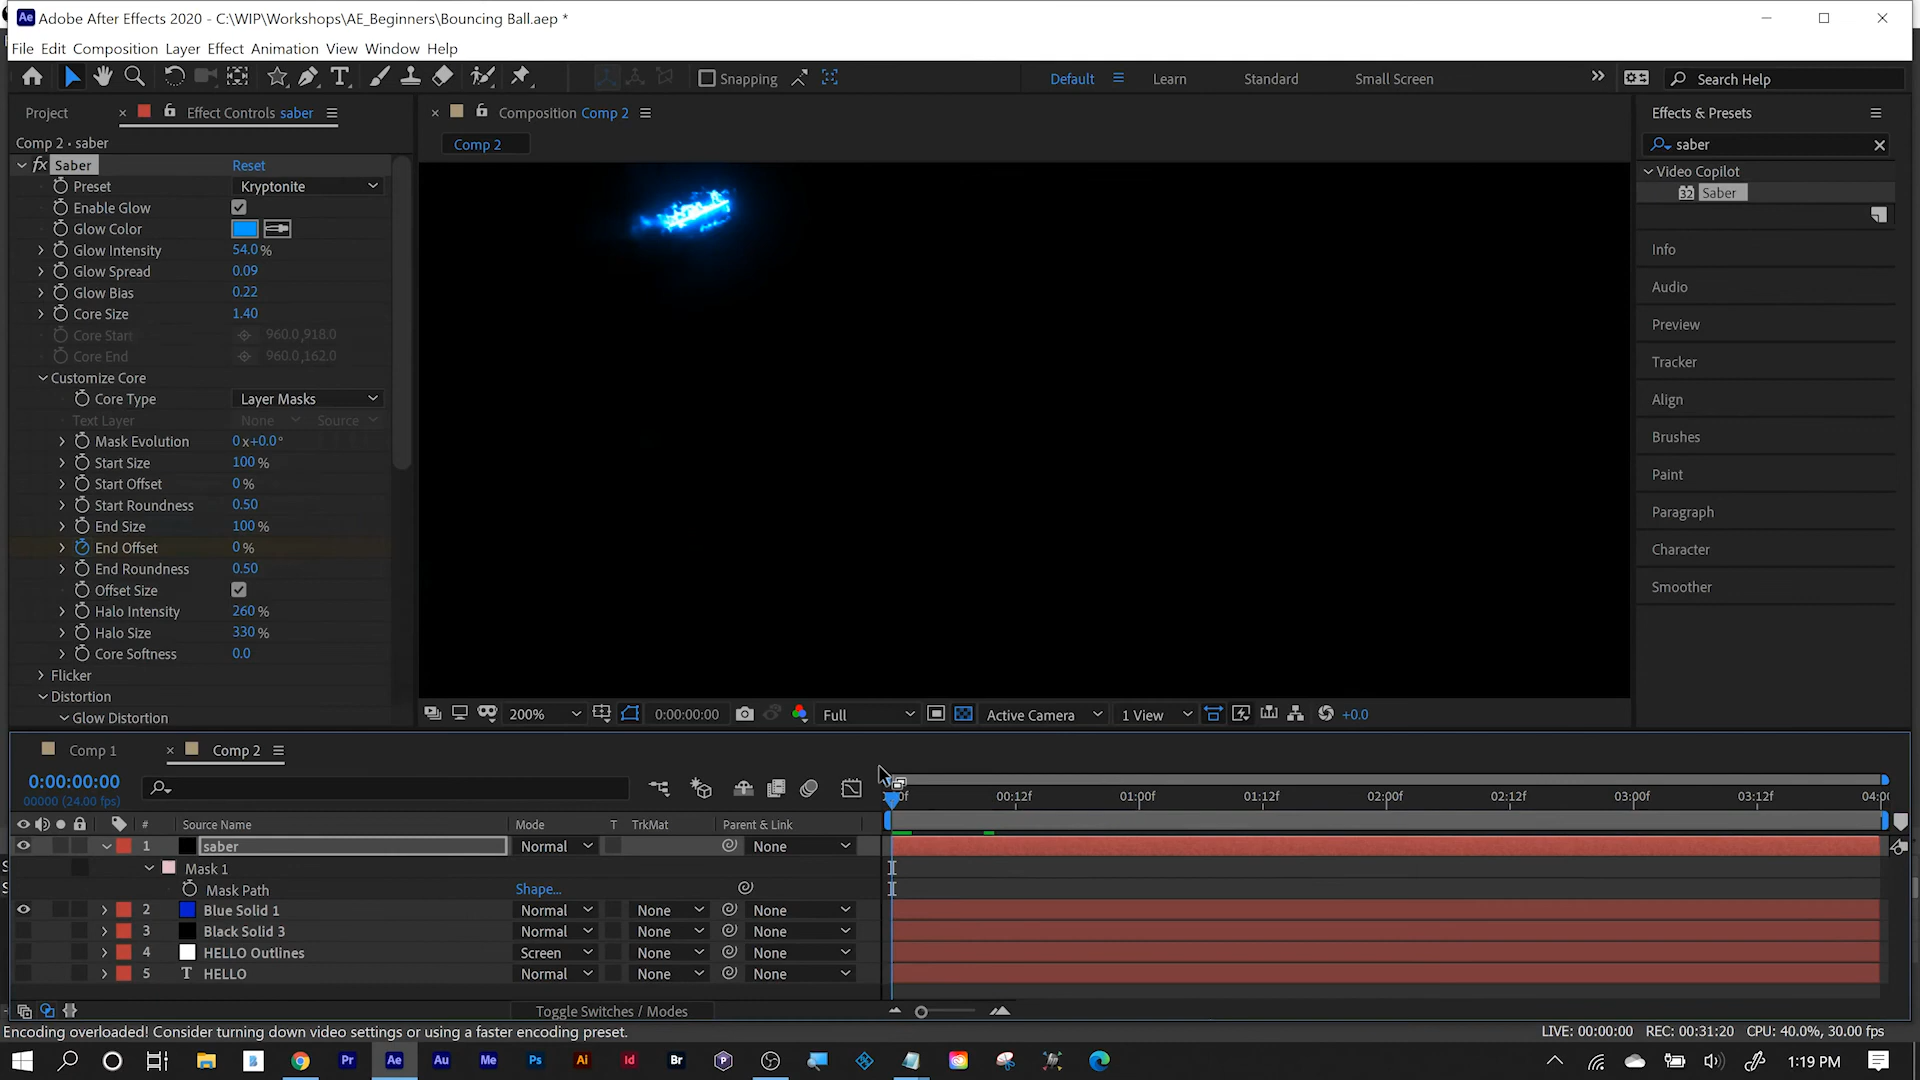 Adobe After Effects 2020 - C:\WIP\Workshops\AE_Beginners\Bouncing Ball.aep *
File Edit Composition Layer Effect Animation View Window Help
Snapping
Default Learn Standard Small Screen
Search Help
Project
Effect Controls saber
Composition Comp 2
Effects & Presets
Comp 2 • saber
Comp 2
saber
fx Saber Reset
Preset Kryptonite
Enable Glow
Glow Color
Glow Intensity 54.0 %
Glow Spread 0.09
Glow Bias 0.22
Core Size 1.40
Core Start 960.0,918.0
Core End 960.0,162.0
Customize Core
Core Type Layer Masks
Text Layer None Source
Mask Evolution 0 x+0.0 °
Start Size 100 %
Start Offset 0 %
Start Roundness 0.50
End Size 100 %
End Offset 0 %
End Roundness 0.50
Offset Size
Halo Intensity 260 %
Halo Size 330 %
Core Softness 0.0
Flicker
Distortion
Glow Distortion
Video Copilot
32 Saber
Info
Audio
Preview
Tracker
Align
Brushes
Paint
Paragraph
Character
Smoother
200% 0:00:00:00 Full Active Camera 1 View +0.0
Comp 1
Comp 2
0:00:00:00
00000 (24.00 fps)
00:12f 01:00f 01:12f 02:00f 02:12f 03:00f 03:12f
# Source Name Mode T TrkMat Parent & Link
1 saber Normal None
Mask 1
Mask Path Shape...
2 Blue Solid 1 Normal None None
3 Black Solid 3 Normal None None
4 HELLO Outlines Screen None None
5 T HELLO Normal None None
Toggle Switches / Modes
Encoding overloaded! Consider turning down video settings or using a faster encoding preset.
LIVE: 00:00:00 REC: 00:31:20 CPU: 40.0%, 30.00 fps
Pr Ae Au Me Ps Ai Id Br
1:19 PM